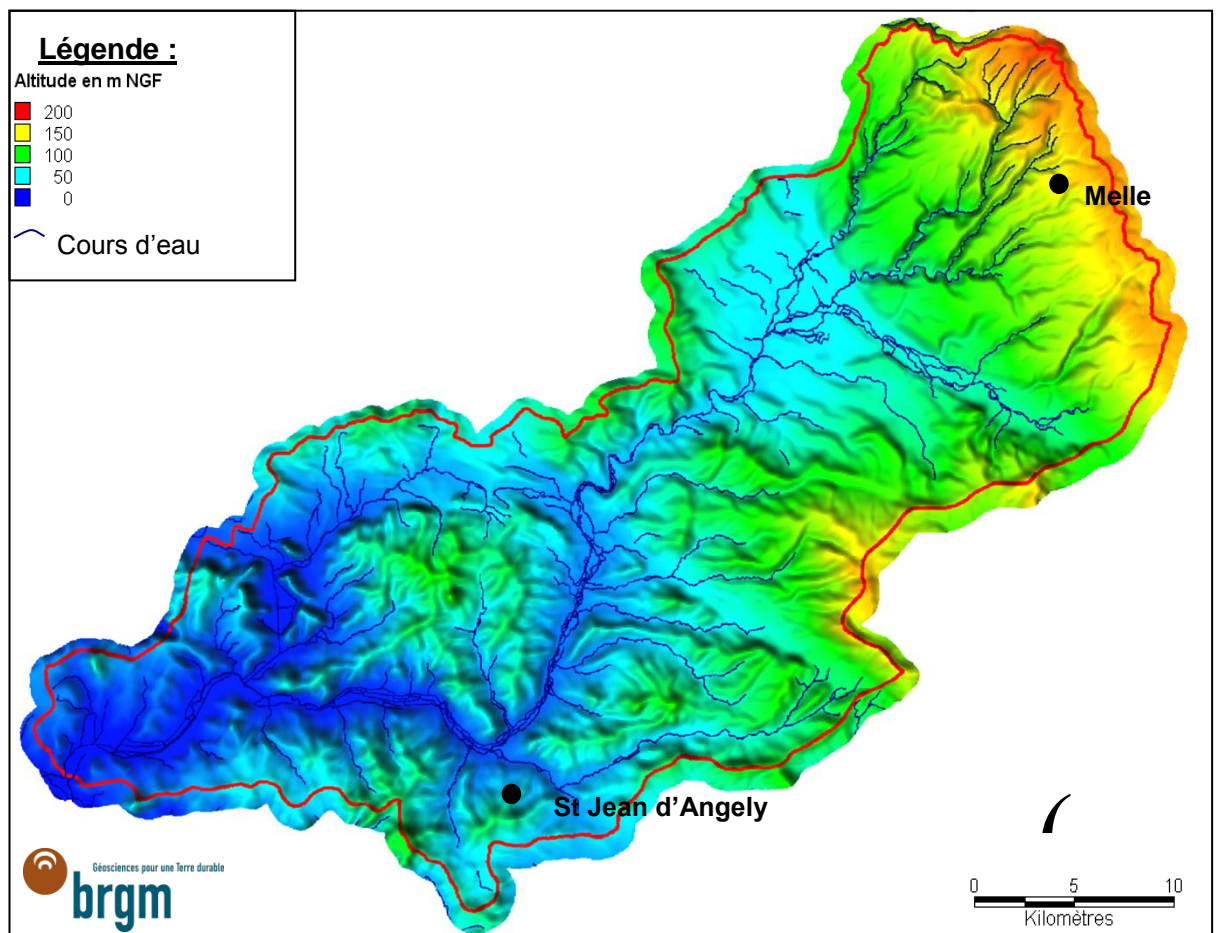 Légende :
Altitude en m NGF
200
150
100
50
0
Cours d'eau
Melle
St Jean d'Angely
Géosciences pour une Terre durable
brgm
0 5 10
Kilomètres